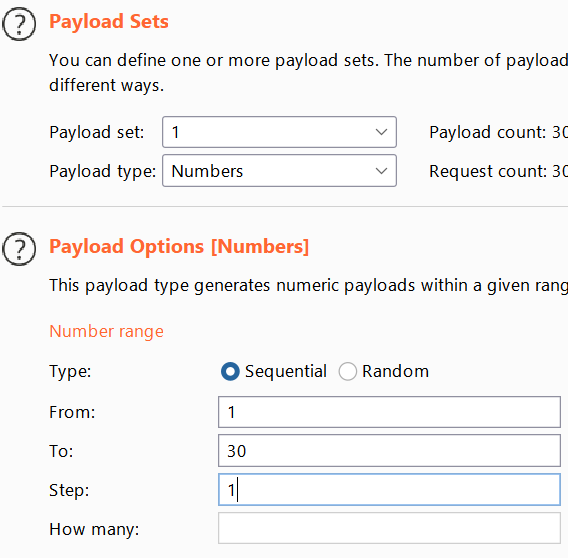 Payload Sets
You can define one or more payload sets. The number of payload
different ways.
Payload set: 1 Payload count: 30
Payload type: Numbers Request count: 30
Payload Options [Numbers]
This payload type generates numeric payloads within a given rang
Number range
Type: Sequential Random
From: 1
To: 30
Step: 1
How many: